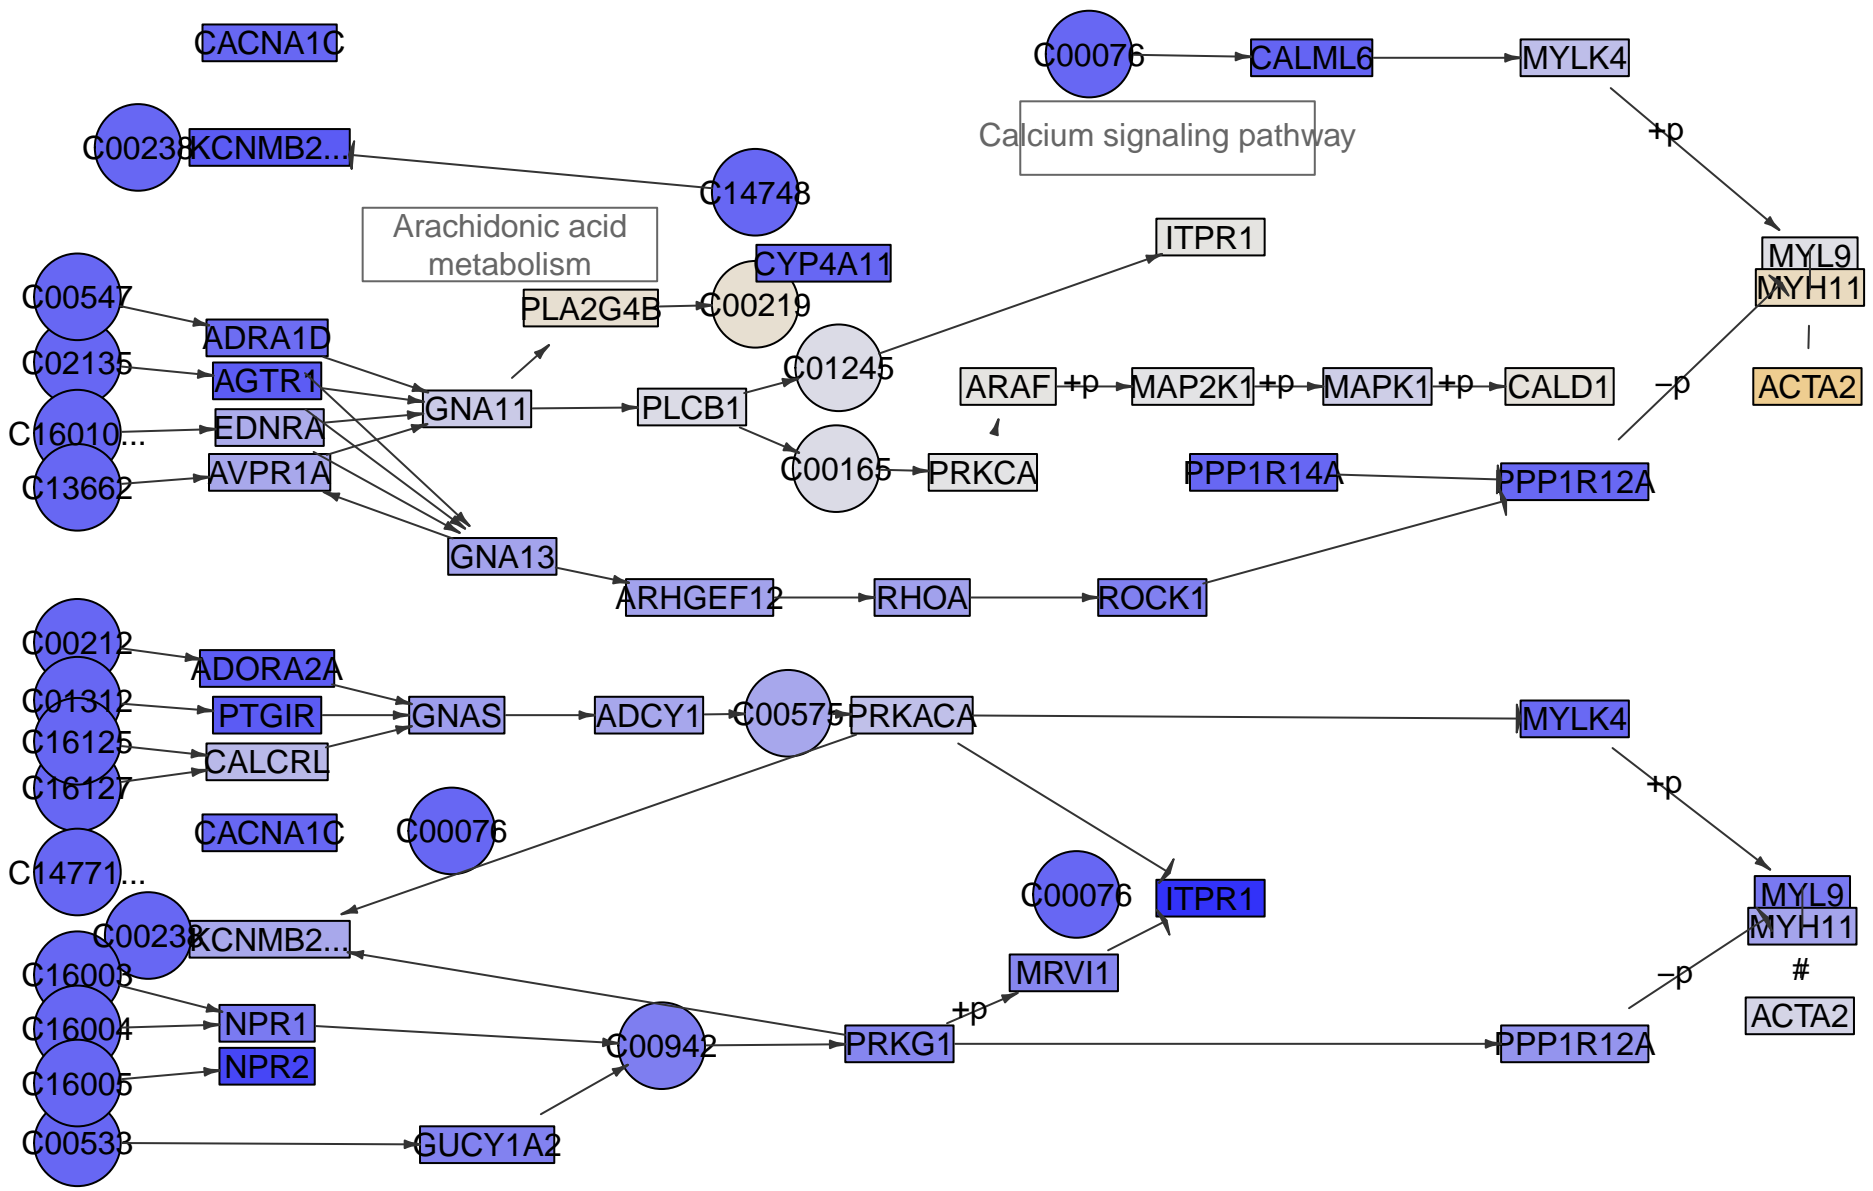 CACNA1C
C00076
CALML6
MYLK4
C00238
KCNMB2...
C14748
Calcium signaling pathway
+p
Arachidonic acid
metabolism
CYP4A11
ITPR1
MYL9
MYH11
C00547
PLA2G4B
C00219
ADRA1D
C02135
AGTR1
C01245
ARAF
+p
MAP2K1
+p
MAPK1
+p
CALD1
–p
ACTA2
GNA11
PLCB1
C16010...
EDNRA
C13662
AVPR1A
C00165
PRKCA
PPP1R14A
PPP1R12A
GNA13
ARHGEF12
RHOA
ROCK1
C00212
ADORA2A
C01312
PTGIR
GNAS
ADCY1
C00575
PRKACA
MYLK4
C16125
CALCRL
C16127
+p
CACNA1C
C00076
C14771...
C00076
ITPR1
MYL9
MYH11
C00238
KCNMB2...
C16003
MRVI1
–p
#
+p
C16004
NPR1
ACTA2
C00942
PRKG1
PPP1R12A
C16005
NPR2
C00533
GUCY1A2